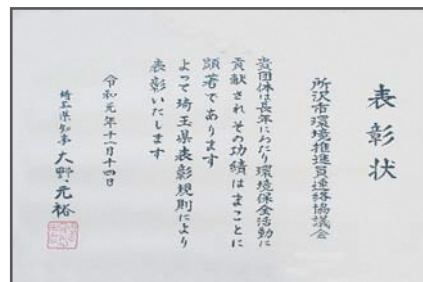 表彰状
所沢市環境推進員連絡協議会
貴団体は長年にわたり環境保全活動に
貢献されその功績はまことに
顕著であります
よって埼玉県表彰規則により
表彰いたします
令和元年十一月十四日
埼玉県知事 大野元裕